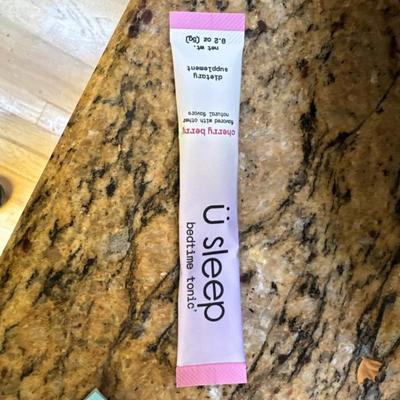 Ü sleep
bedtime tonic
cherry berry
flavored with other
natural flavors
dietary
supplement
net wt.
0.2 oz (5g)